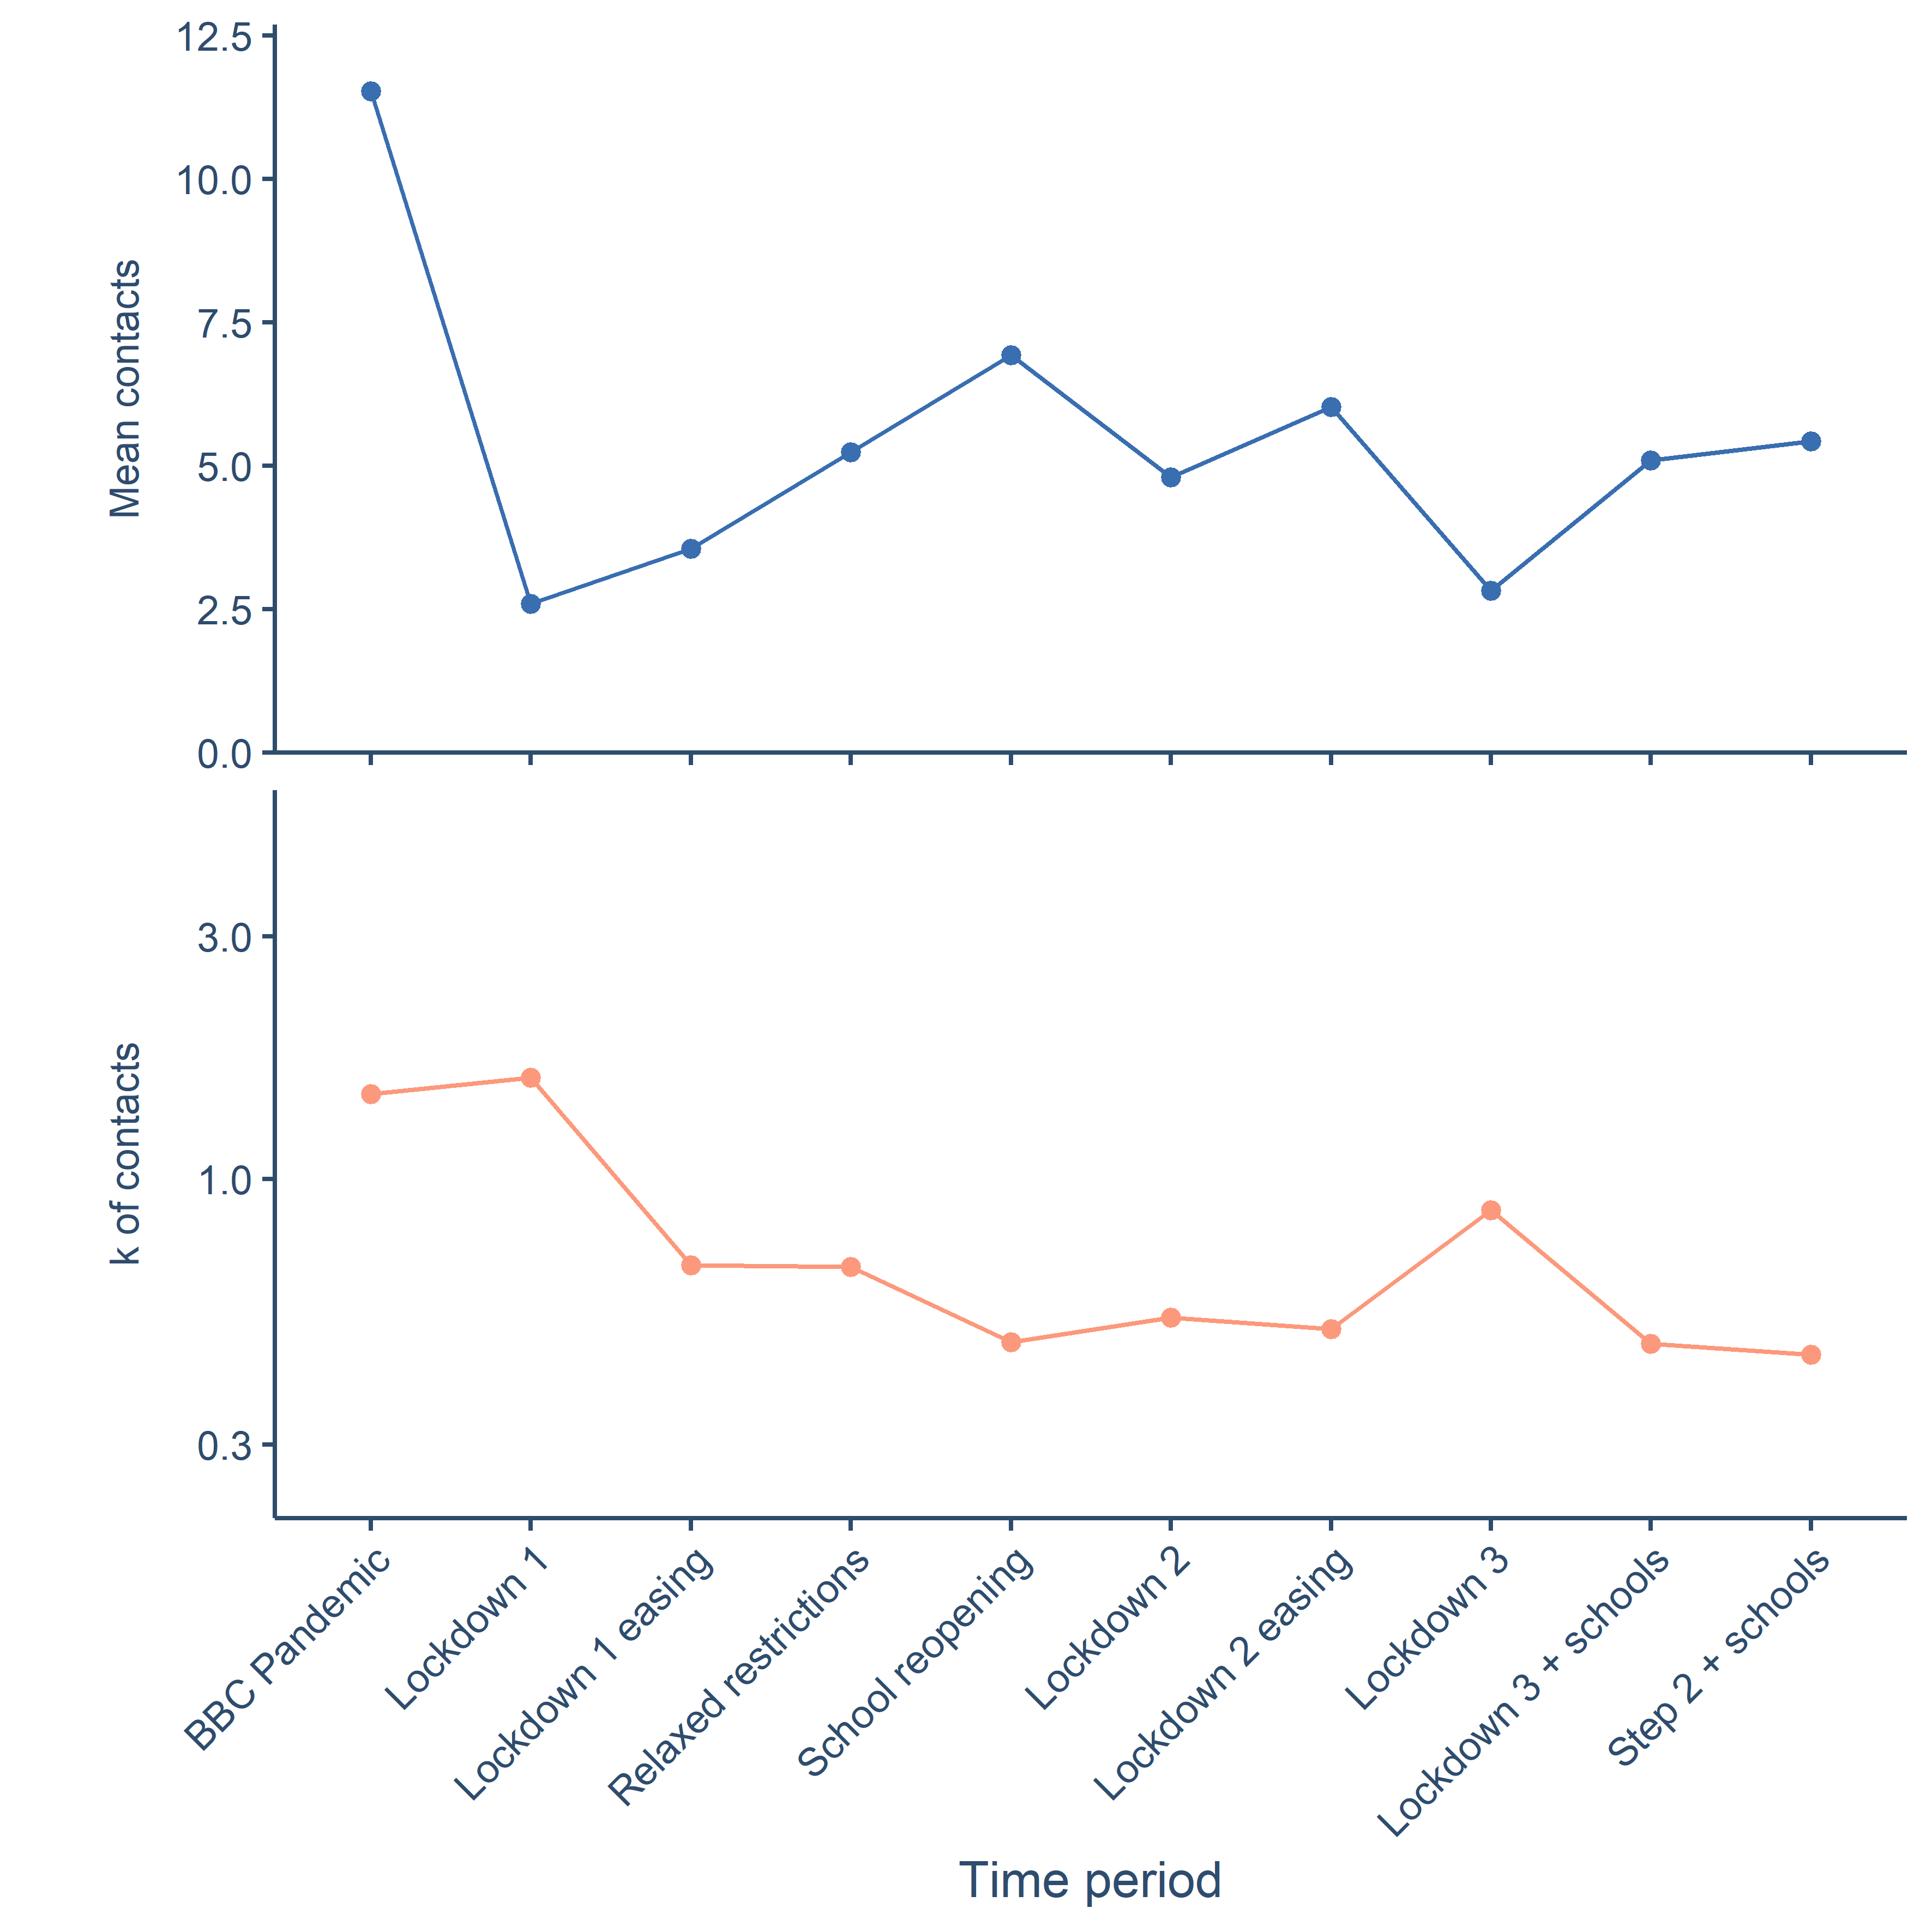 Mean contacts
12.5
10.0
7.5
5.0
2.5
0.0
k of contacts
3.0
1.0
0.3
BBC Pandemic
Lockdown 1
Lockdown 1 easing
Relaxed restrictions
School reopening
Lockdown 2
Lockdown 2 easing
Lockdown 3
Lockdown 3 + schools
Step 2 + schools
Time period